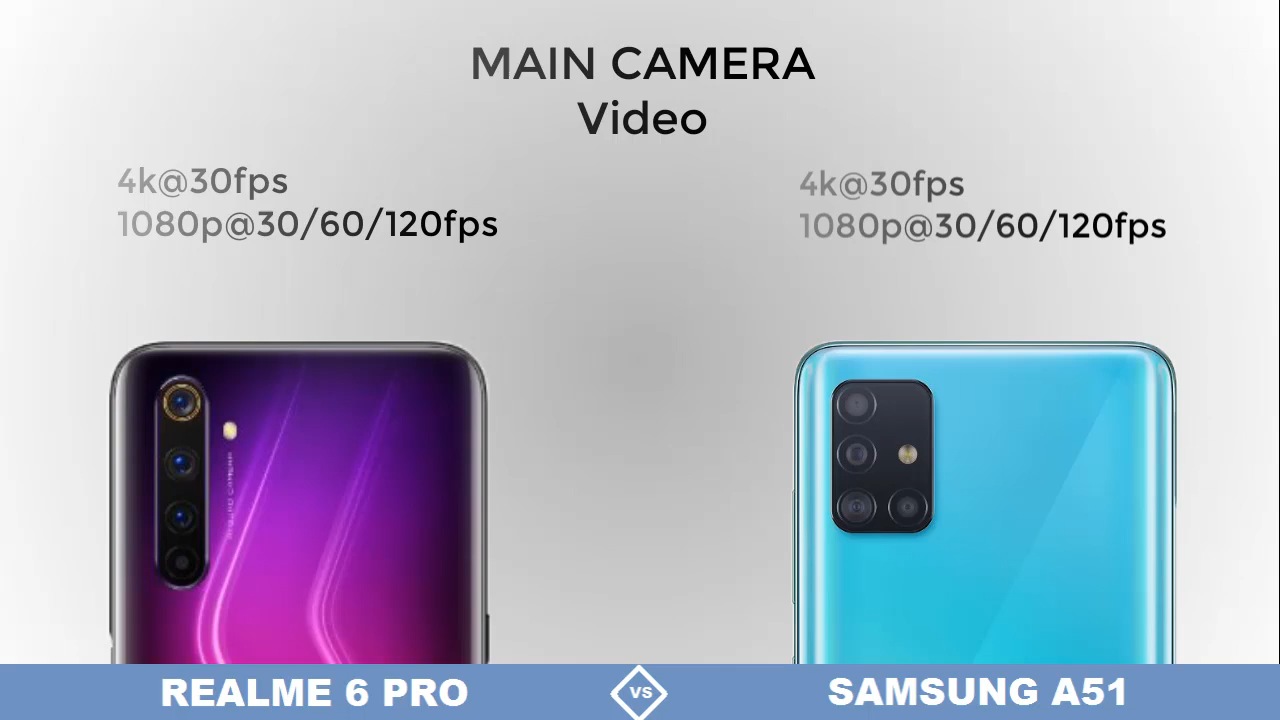 MAIN CAMERA
Video
4k@30fps
1080p@30/60/120fps
4k@30fps
1080p@30/60/120fps
REALME 6 PRO
VS
SAMSUNG A51